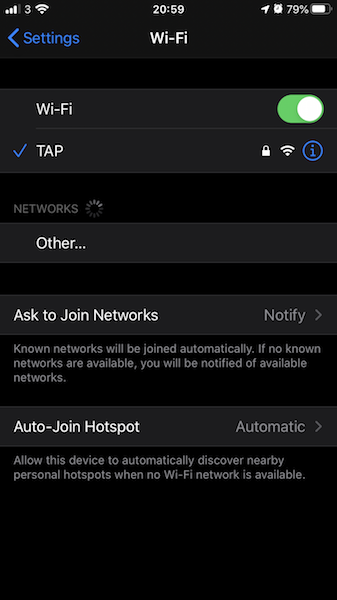 3 20:59 79%
Settings Wi-Fi
Wi-Fi
TAP
NETWORKS
Other...
Ask to Join Networks Notify
Known networks will be joined automatically. If no known
networks are available, you will be notified of available
networks.
Auto-Join Hotspot Automatic
Allow this device to automatically discover nearby
personal hotspots when no Wi-Fi network is available.